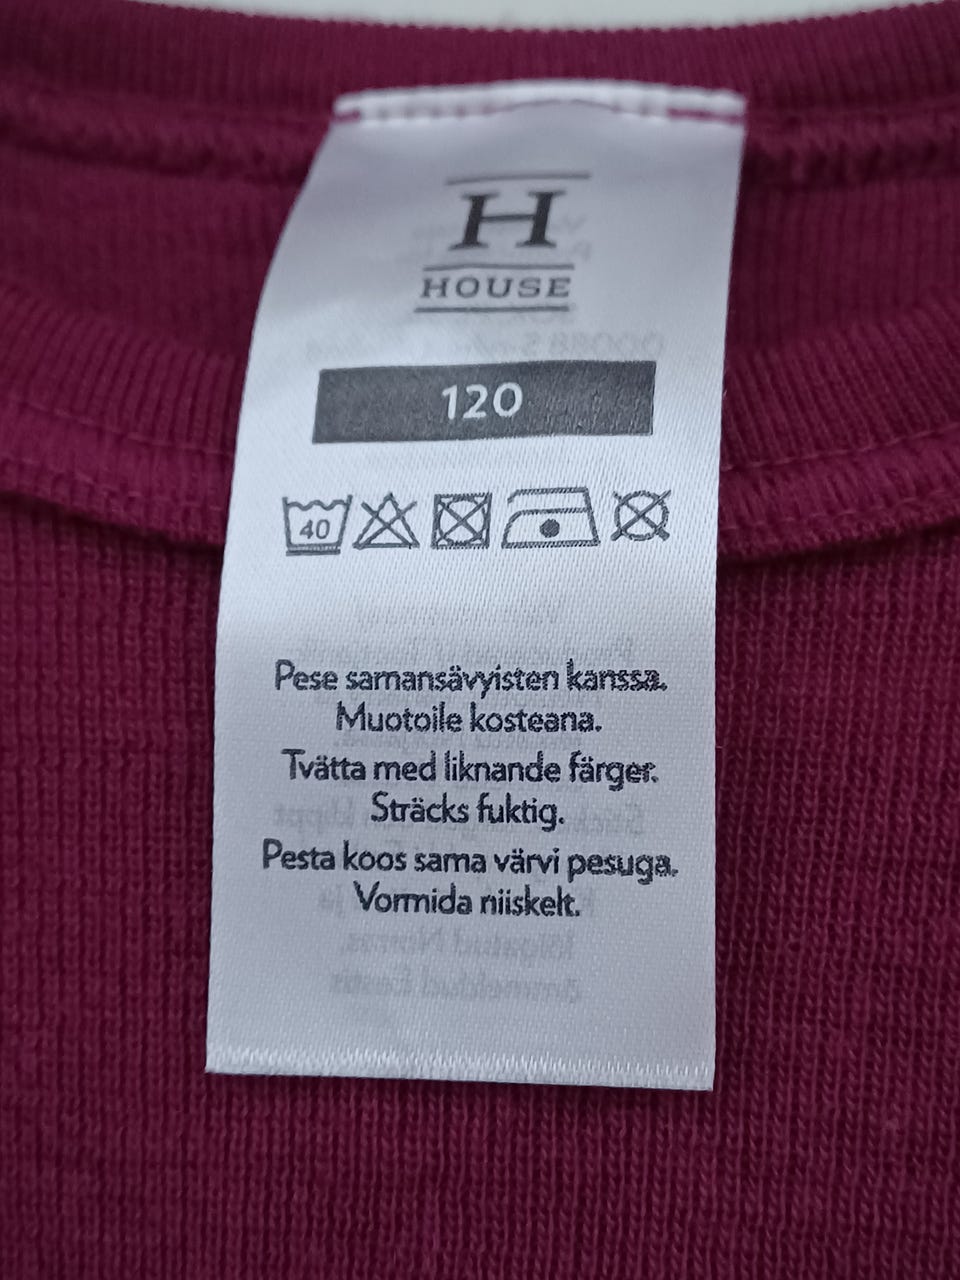 H
HOUSE
120
40
Pese samansävyisten kanssa.
Muotoile kosteana.
Tvätta med liknande färger.
Sträcks fuktig.
Pesta koos sama värvi pesuga.
Vormida niiskelt.